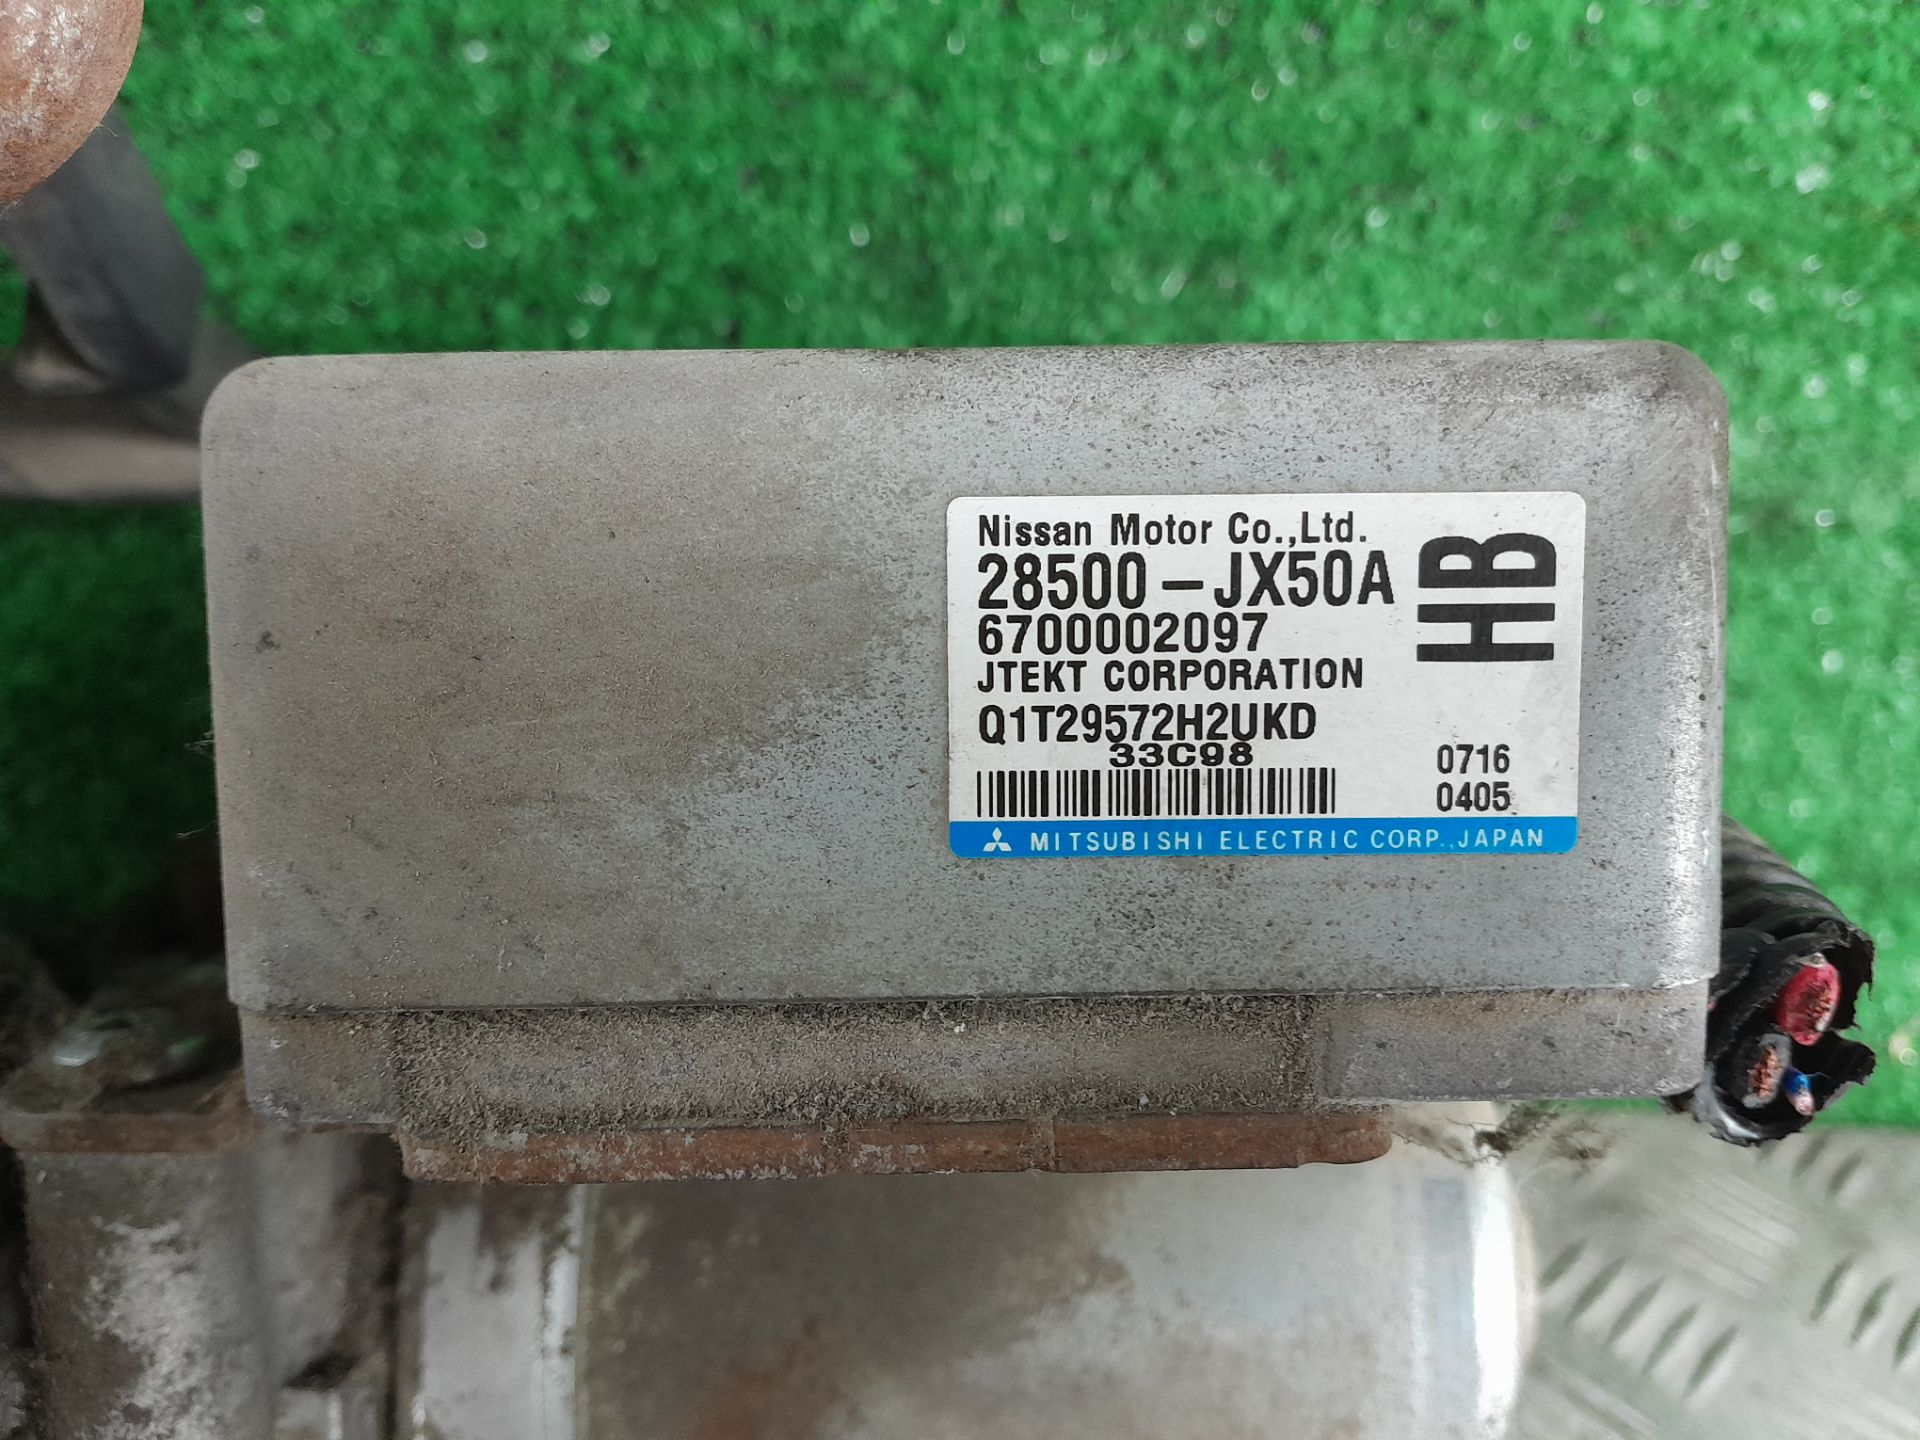 Nissan Motor Co.,Ltd.
28500-JX50A
HB
6700002097
JTEKT CORPORATION
Q1T29572H2UKD
33C98
0716
0405
MITSUBISHI ELECTRIC CORP.,JAPAN